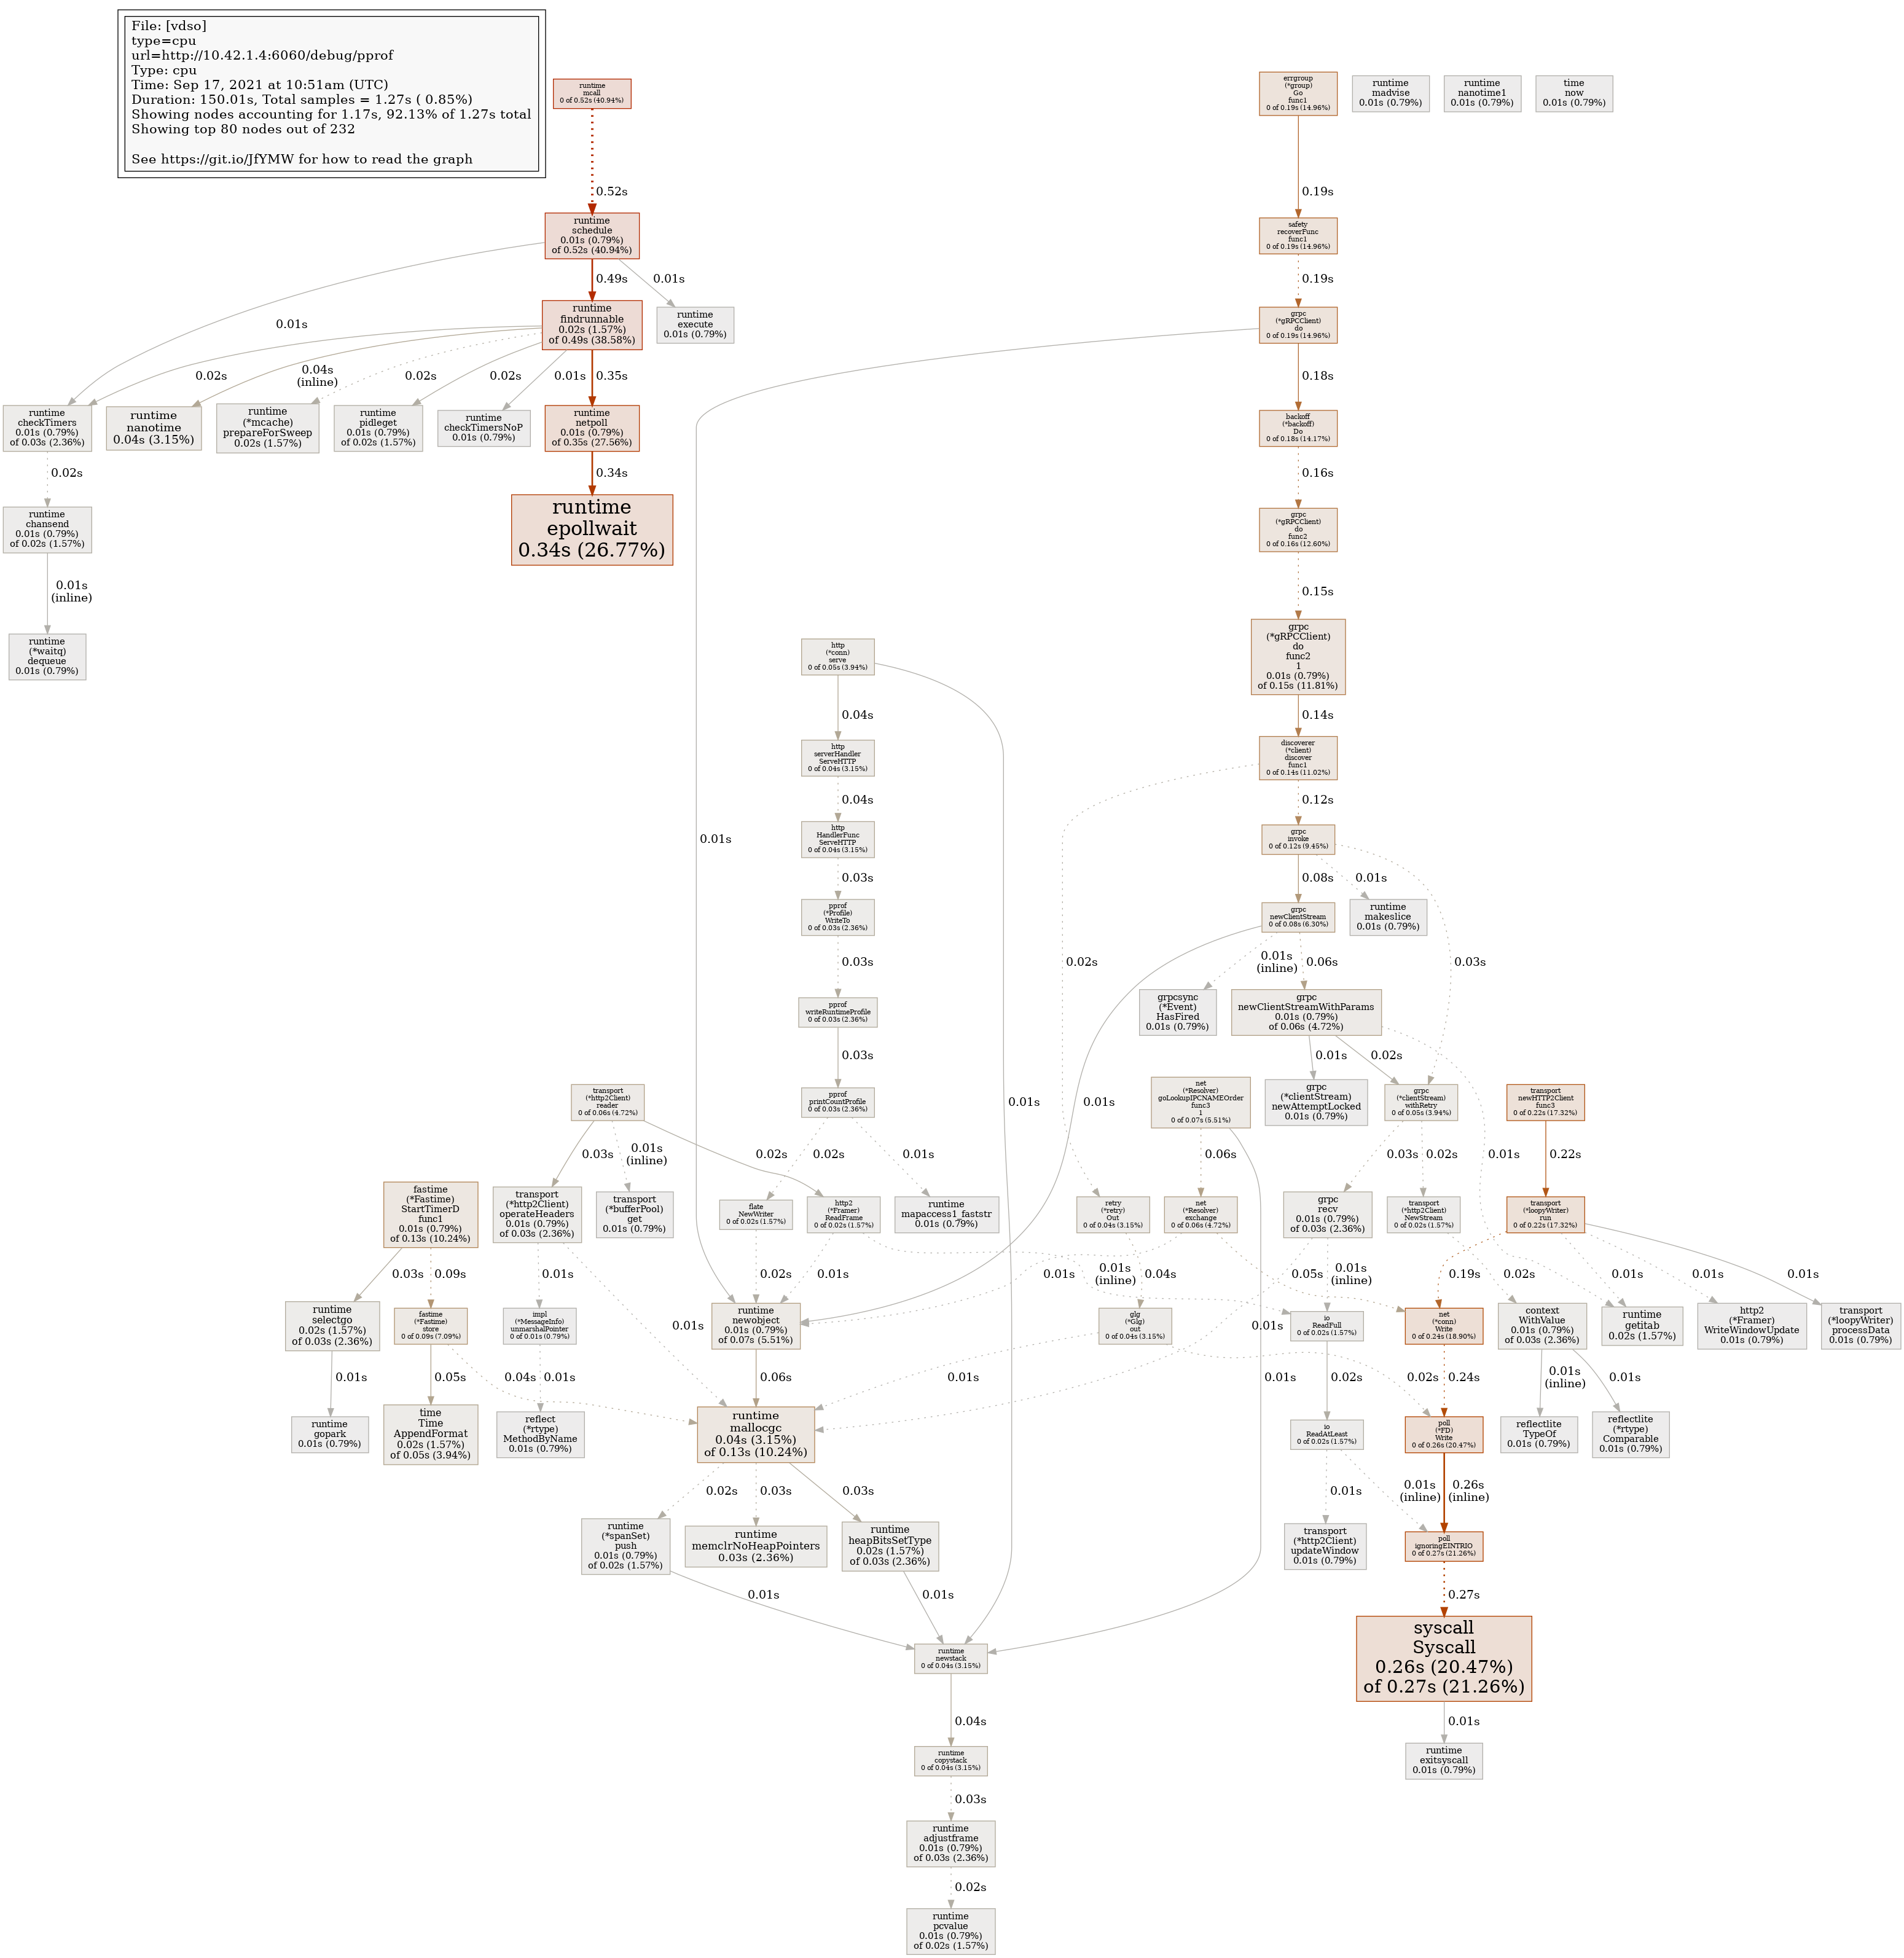 File: [vdso]
type=cpu
url=http://10.42.1.4:6060/debug/pprof
Type: cpu
Time: Sep 17, 2021 at 10:51am (UTC)
Duration: 150.01s, Total samples = 1.27s ( 0.85%)
Showing nodes accounting for 1.17s, 92.13% of 1.27s total
Showing top 80 nodes out of 232
See https://git.io/JfYMW for how to read the graph
runtime
mcall
0 of 0.52s (40.94%)
errgroup
(*group)
Go
func1
0 of 0.19s (14.96%)
runtime
madvise
0.01s (0.79%)
runtime
nanotime1
0.01s (0.79%)
time
now
0.01s (0.79%)
0.52s
0.19s
runtime
schedule
0.01s (0.79%)
of 0.52s (40.94%)
safety
recoverFunc
func1
0 of 0.19s (14.96%)
0.01s
0.49s
0.01s
0.19s
runtime
findrunnable
0.02s (1.57%)
of 0.49s (38.58%)
runtime
execute
0.01s (0.79%)
grpc
(*gRPCClient)
do
0 of 0.19s (14.96%)
0.02s
0.04s
(inline)
0.02s
0.02s
0.01s
0.35s
0.18s
runtime
checkTimers
0.01s (0.79%)
of 0.03s (2.36%)
runtime
nanotime
0.04s (3.15%)
runtime
(*mcache)
prepareForSweep
0.02s (1.57%)
runtime
pidleget
0.01s (0.79%)
of 0.02s (1.57%)
runtime
checkTimersNoP
0.01s (0.79%)
runtime
netpoll
0.01s (0.79%)
of 0.35s (27.56%)
backoff
(*backoff)
Do
0 of 0.18s (14.17%)
0.02s
0.34s
0.16s
runtime
chansend
0.01s (0.79%)
of 0.02s (1.57%)
runtime
epollwait
0.34s (26.77%)
grpc
(*gRPCClient)
do
func2
0 of 0.16s (12.60%)
0.01s
(inline)
0.15s
runtime
(*waitq)
dequeue
0.01s (0.79%)
http
(*conn)
serve
0 of 0.05s (3.94%)
grpc
(*gRPCClient)
do
func2
1
0.01s (0.79%)
of 0.15s (11.81%)
0.04s
0.14s
http
serverHandler
ServeHTTP
0 of 0.04s (3.15%)
discoverer
(*client)
discover
func1
0 of 0.14s (11.02%)
0.04s
0.12s
0.01s
http
HandlerFunc
ServeHTTP
0 of 0.04s (3.15%)
grpc
invoke
0 of 0.12s (9.45%)
0.03s
0.08s
0.01s
pprof
(*Profile)
WriteTo
0 of 0.03s (2.36%)
grpc
newClientStream
0 of 0.08s (6.30%)
runtime
makeslice
0.01s (0.79%)
0.03s
0.02s
0.01s
(inline)
0.06s
0.03s
pprof
writeRuntimeProfile
0 of 0.03s (2.36%)
grpcsync
(*Event)
HasFired
0.01s (0.79%)
grpc
newClientStreamWithParams
0.01s (0.79%)
of 0.06s (4.72%)
0.03s
0.01s
0.02s
transport
(*http2Client)
reader
0 of 0.06s (4.72%)
pprof
printCountProfile
0 of 0.03s (2.36%)
0.01s
0.01s
net
(*Resolver)
goLookupIPCNAMEOrder
func3
1
0 of 0.07s (5.51%)
grpc
(*clientStream)
newAttemptLocked
0.01s (0.79%)
grpc
(*clientStream)
withRetry
0 of 0.05s (3.94%)
transport
newHTTP2Client
func3
0 of 0.22s (17.32%)
0.03s
0.01s
(inline)
0.02s
0.02s
0.01s
0.06s
0.03s
0.02s
0.01s
0.22s
fastime
(*Fastime)
StartTimerD
func1
0.01s (0.79%)
of 0.13s (10.24%)
transport
(*http2Client)
operateHeaders
0.01s (0.79%)
of 0.03s (2.36%)
transport
(*bufferPool)
get
0.01s (0.79%)
flate
NewWriter
0 of 0.02s (1.57%)
http2
(*Framer)
ReadFrame
0 of 0.02s (1.57%)
runtime
mapaccess1_faststr
0.01s (0.79%)
retry
(*retry)
Out
0 of 0.04s (3.15%)
net
(*Resolver)
exchange
0 of 0.06s (4.72%)
grpc
recv
0.01s (0.79%)
of 0.03s (2.36%)
transport
(*http2Client)
NewStream
0 of 0.02s (1.57%)
transport
(*loopyWriter)
run
0 of 0.22s (17.32%)
0.03s
0.09s
0.01s
0.02s
0.01s
0.01s
0.01s
(inline)
0.04s
0.05s
0.01s
(inline)
0.02s
0.19s
0.01s
0.01s
0.01s
runtime
selectgo
0.02s (1.57%)
of 0.03s (2.36%)
fastime
(*Fastime)
store
0 of 0.09s (7.09%)
impl
(*MessageInfo)
unmarshalPointer
0 of 0.01s (0.79%)
0.01s
runtime
newobject
0.01s (0.79%)
of 0.07s (5.51%)
glg
(*Glg)
out
0 of 0.04s (3.15%)
0.01s
io
ReadFull
0 of 0.02s (1.57%)
net
(*conn)
Write
0 of 0.24s (18.90%)
context
WithValue
0.01s (0.79%)
of 0.03s (2.36%)
runtime
getitab
0.02s (1.57%)
http2
(*Framer)
WriteWindowUpdate
0.01s (0.79%)
transport
(*loopyWriter)
processData
0.01s (0.79%)
0.01s
0.05s
0.04s
0.01s
0.06s
0.01s
0.01s
0.02s
0.02s
0.24s
0.01s
(inline)
0.01s
runtime
gopark
0.01s (0.79%)
time
Time
AppendFormat
0.02s (1.57%)
of 0.05s (3.94%)
reflect
(*rtype)
MethodByName
0.01s (0.79%)
runtime
mallocgc
0.04s (3.15%)
of 0.13s (10.24%)
io
ReadAtLeast
0 of 0.02s (1.57%)
poll
(*FD)
Write
0 of 0.26s (20.47%)
reflectlite
TypeOf
0.01s (0.79%)
reflectlite
(*rtype)
Comparable
0.01s (0.79%)
0.02s
0.03s
0.03s
0.01s
0.01s
(inline)
0.26s
(inline)
runtime
(*spanSet)
push
0.01s (0.79%)
of 0.02s (1.57%)
runtime
memclrNoHeapPointers
0.03s (2.36%)
runtime
heapBitsSetType
0.02s (1.57%)
of 0.03s (2.36%)
transport
(*http2Client)
updateWindow
0.01s (0.79%)
poll
ignoringEINTRIO
0 of 0.27s (21.26%)
0.01s
0.01s
0.27s
runtime
newstack
0 of 0.04s (3.15%)
syscall
Syscall
0.26s (20.47%)
of 0.27s (21.26%)
0.04s
0.01s
runtime
copystack
0 of 0.04s (3.15%)
runtime
exitsyscall
0.01s (0.79%)
0.03s
runtime
adjustframe
0.01s (0.79%)
of 0.03s (2.36%)
0.02s
runtime
pcvalue
0.01s (0.79%)
of 0.02s (1.57%)